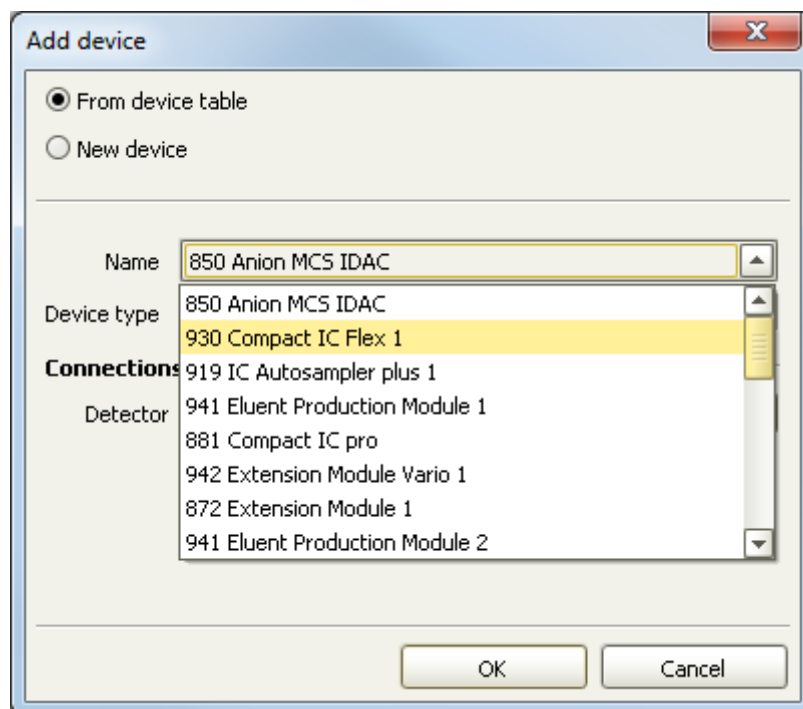 Add device
From device table
New device
Name 850 Anion MCS IDAC
850 Anion MCS IDAC
Device type
930 Compact IC Flex 1
Connections
919 IC Autosampler plus 1
941 Eluent Production Module 1
Detector
881 Compact IC pro
942 Extension Module Vario 1
872 Extension Module 1
941 Eluent Production Module 2
OK Cancel